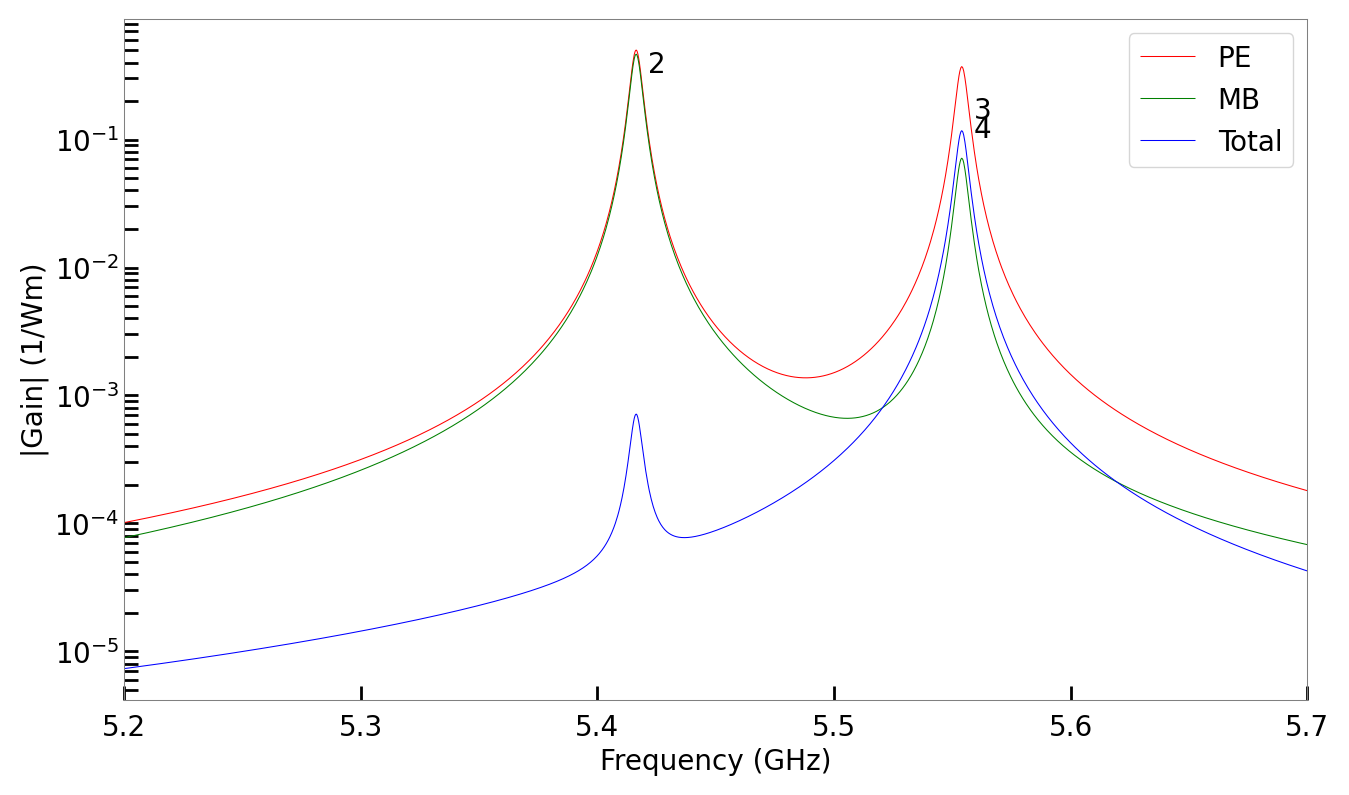 2
3
4
PE
MB
Total
10⁻¹
10⁻²
10⁻³
10⁻⁴
10⁻⁵
|Gain| (1/Wm)
5.2 5.3 5.4 5.5 5.6 5.7
Frequency (GHz)